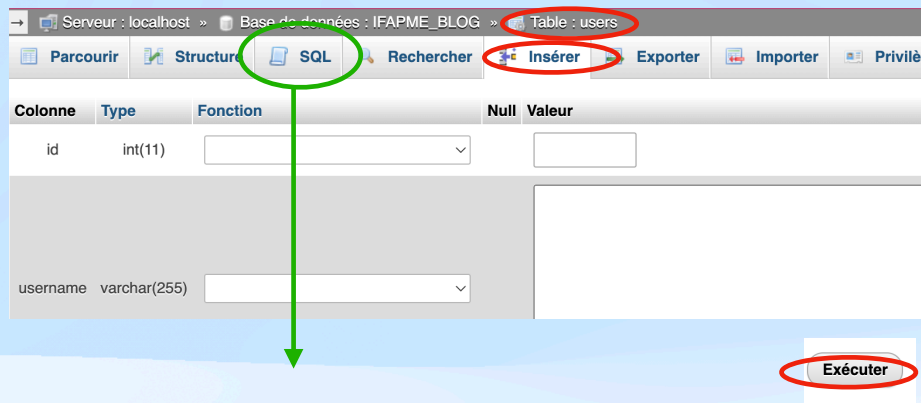 → Serveur : localhost » Base de données : IFAPME_BLOG » Table : users
Parcourir Structure SQL Rechercher Insérer Exporter Importer Privilè
Colonne Type Fonction Null Valeur
id int(11)
username varchar(255)
Exécuter